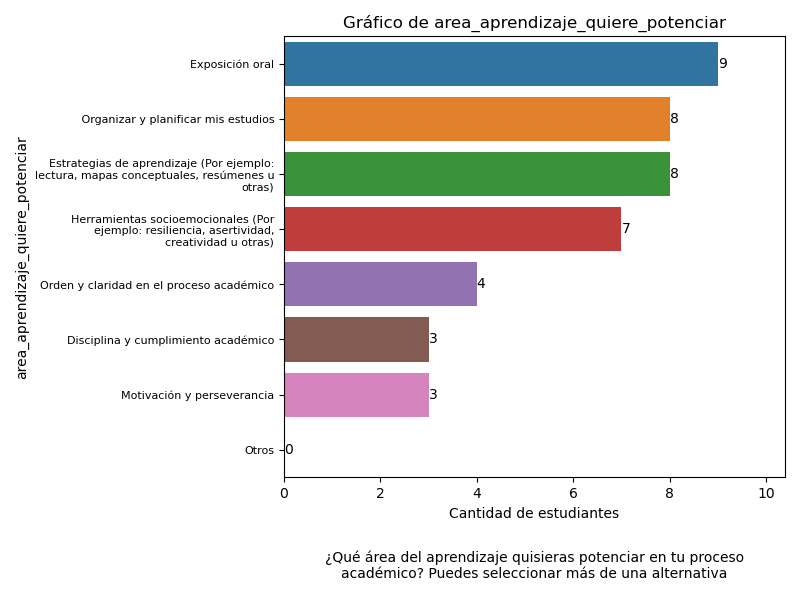 Gráfico de area_aprendizaje_quiere_potenciar
area_aprendizaje_quiere_potenciar
Exposición oral
9
Organizar y planificar mis estudios
8
Estrategias de aprendizaje (Por ejemplo:
lectura, mapas conceptuales, resúmenes u
otras)
8
Herramientas socioemocionales (Por
ejemplo: resiliencia, asertividad,
creatividad u otras)
7
Orden y claridad en el proceso académico
4
Disciplina y cumplimiento académico
3
Motivación y perseverancia
3
Otros
0
0 2 4 6 8 10
Cantidad de estudiantes
¿Qué área del aprendizaje quisieras potenciar en tu proceso
académico? Puedes seleccionar más de una alternativa